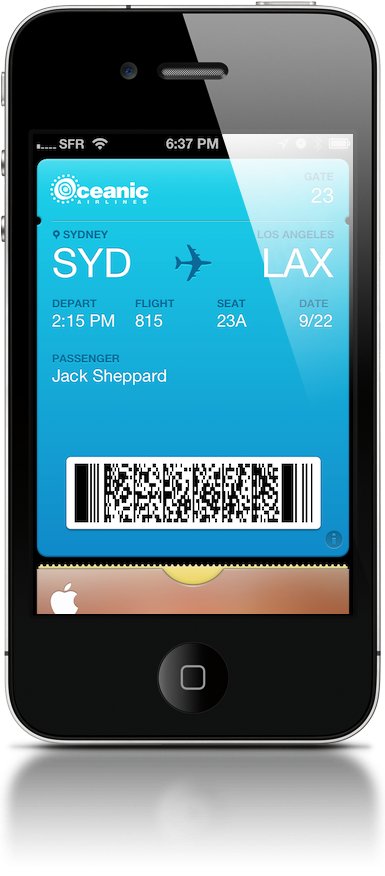 SFR 6:37 PM
Oceanic
AIRLINES
GATE
23
SYDNEY LOS ANGELES
SYD LAX
DEPART FLIGHT SEAT DATE
2:15 PM 815 23A 9/22
PASSENGER
Jack Sheppard